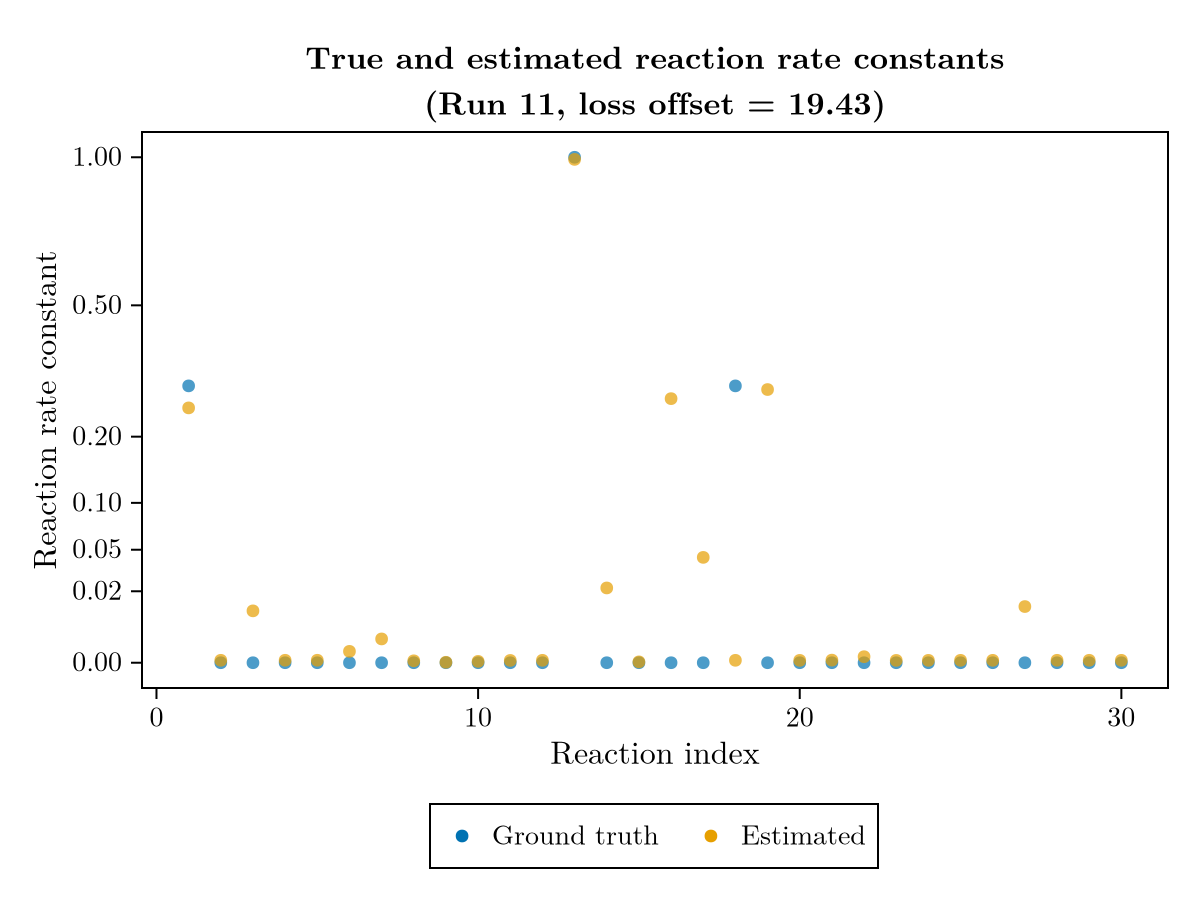 True and estimated reaction rate constants
(Run 11, loss offset = 19.43)
Reaction rate constant
1.00
0.50
0.20
0.10
0.05
0.02
0.00
0 10 20 30
Reaction index
Ground truth Estimated